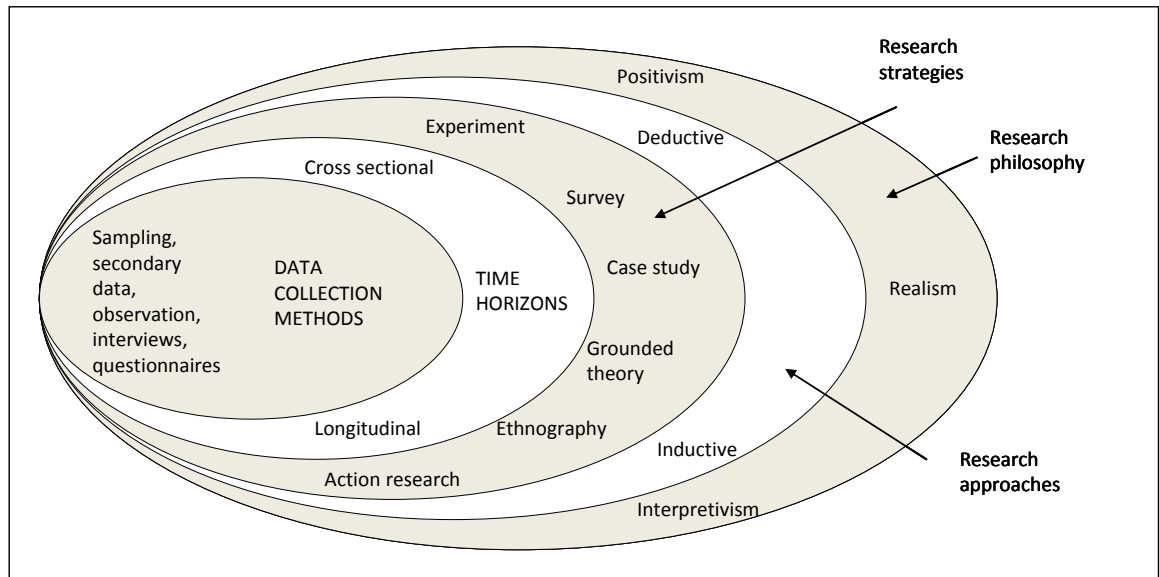 Research
strategies
Positivism
Experiment
Deductive
Research
philosophy
Cross sectional
Survey
Sampling,
secondary
data,
observation,
interviews,
questionnaires
DATA
COLLECTION
METHODS
TIME
HORIZONS
Case study
Realism
Grounded
theory
Longitudinal
Ethnography
Inductive
Research
approaches
Action research
Interpretivism